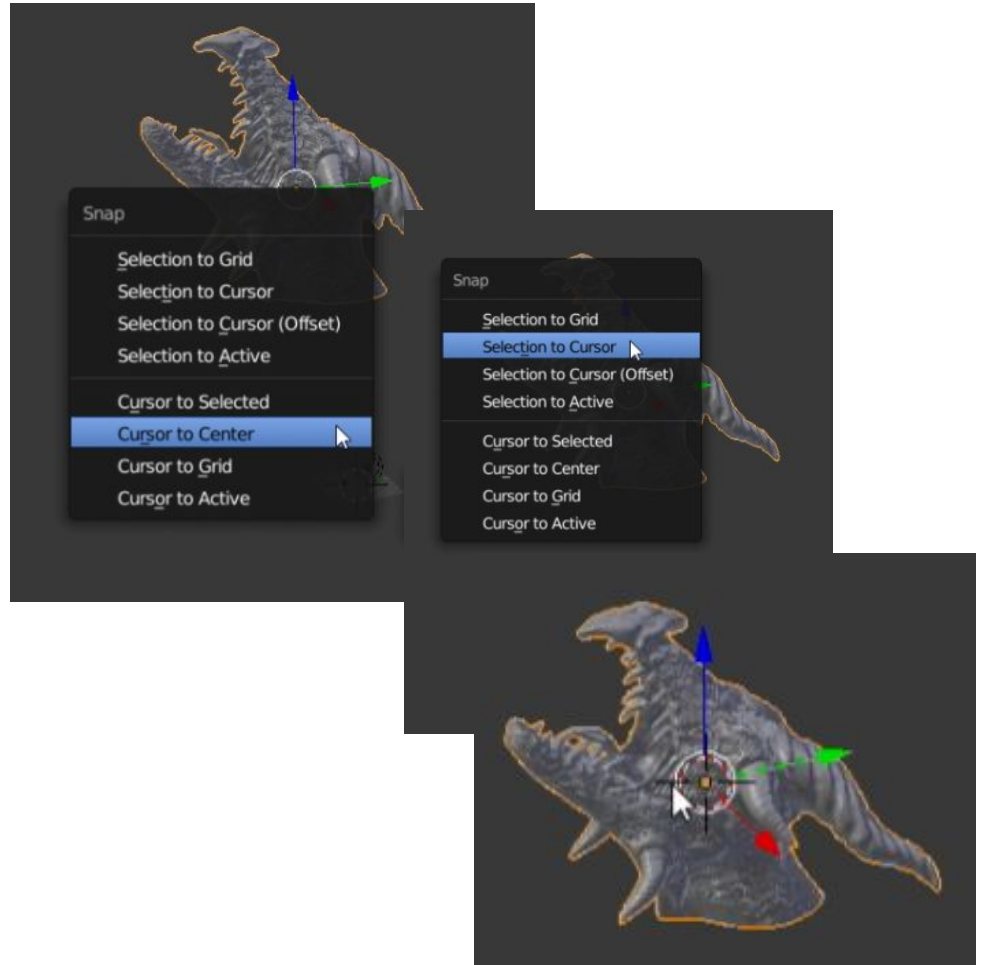 Snap
Selection to Grid
Selection to Cursor
Selection to Cursor (Offset)
Selection to Active
Cursor to Selected
Cursor to Center
Cursor to Grid
Cursor to Active
Snap
Selection to Grid
Selection to Cursor
Selection to Cursor (Offset)
Selection to Active
Cursor to Selected
Cursor to Center
Cursor to Grid
Cursor to Active